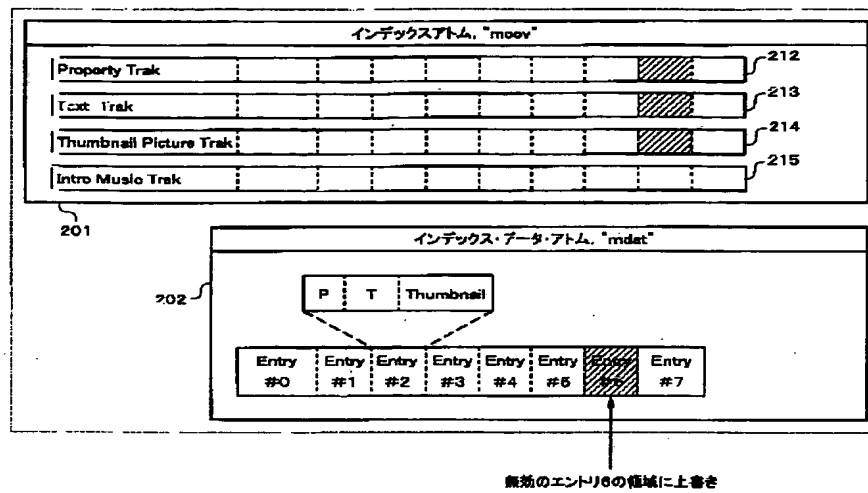 インデックスアトム, "moov"
Property Trak
212
Text Trak
213
Thumbnail Picture Trak
214
Intro Music Trak
215
201
インデックス・データ・アトム, "mdat"
202
P T Thumbnail
Entry #0
Entry #1
Entry #2
Entry #3
Entry #4
Entry #5
Entry #6
Entry #7
無効のエントリ6の領域に上書き